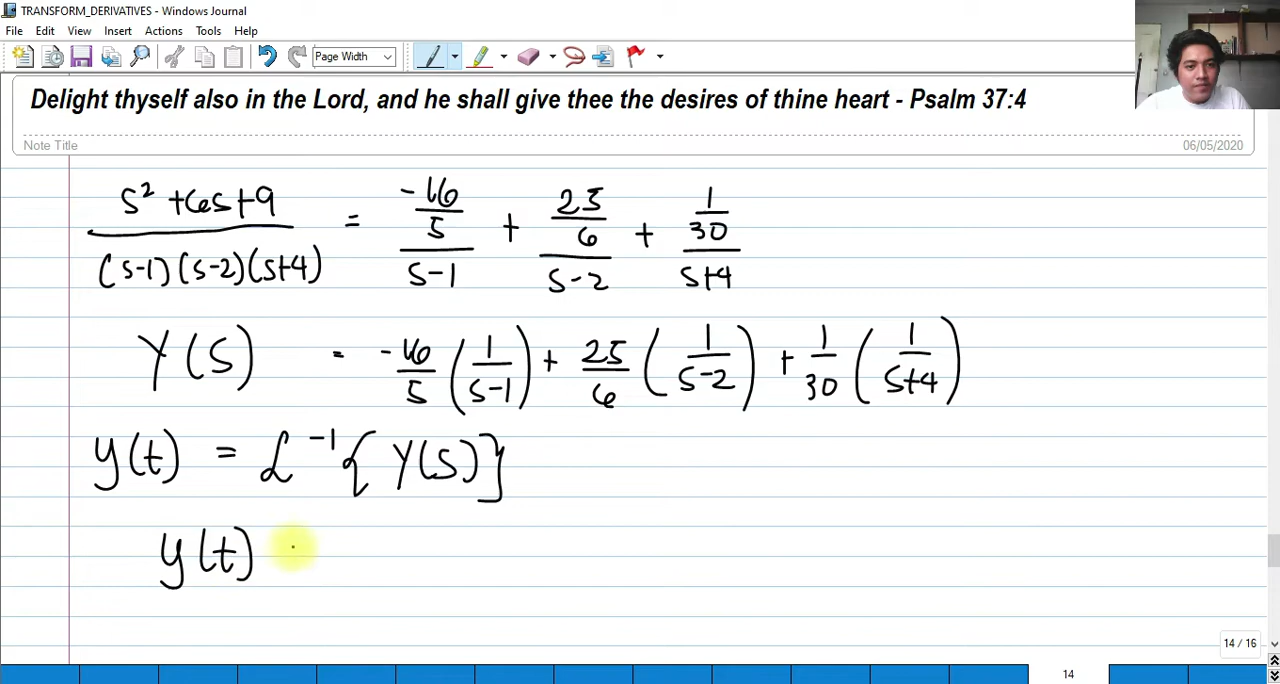 TRANSFORM_DERIVATIVES - Windows Journal
File Edit View Insert Actions Tools Help
Page Width
Delight thyself also in the Lord, and he shall give thee the desires of thine heart - Psalm 37:4
Note Title 06/05/2020
s² + 6s + 9 / (s-1)(s-2)(s+4) = -16/5 / s-1 + 25/6 / s-2 + 1/30 / s+4
Y(s) = -16/5 (1/s-1) + 25/6 (1/s-2) + 1/30 (1/s+4)
y(t) = ℒ⁻¹{Y(s)}
y(t)
14 / 16
14